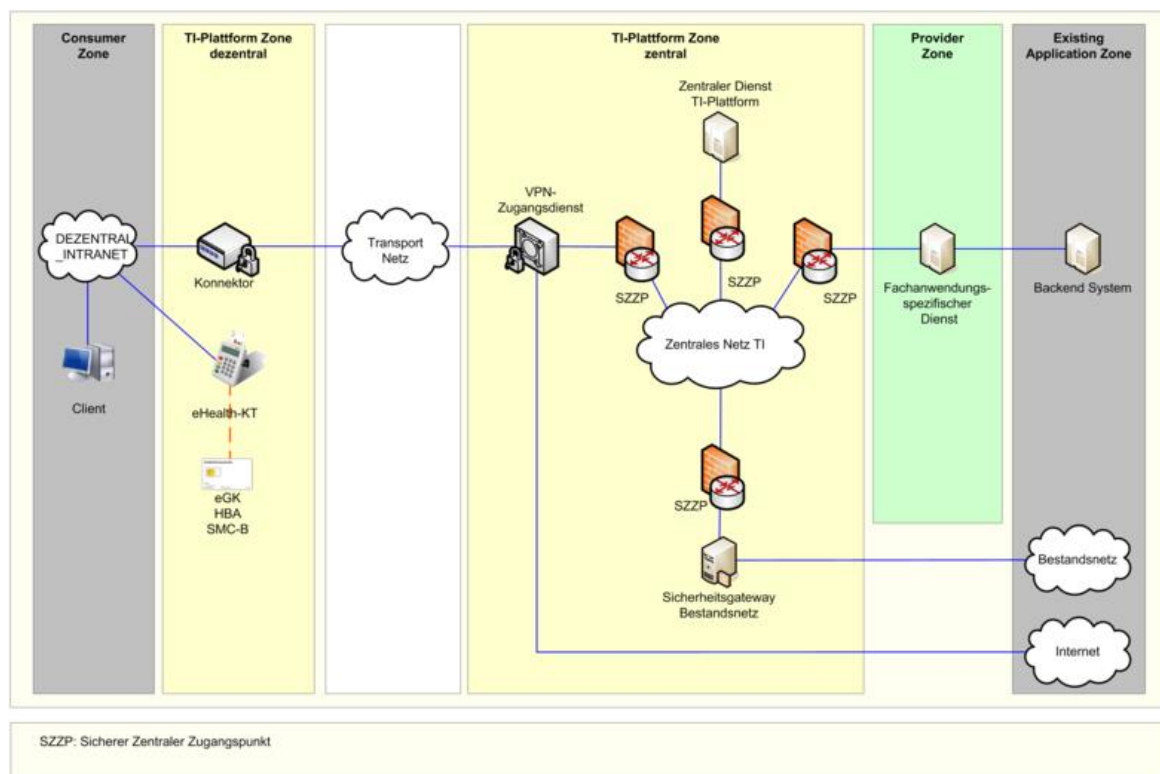 Consumer
Zone
TI-Plattform Zone
dezentral
TI-Plattform Zone
zentral
Provider
Zone
Existing
Application Zone
Zentraler Dienst
TI-Plattform
VPN-
Zugangsdienst
DEZENTRAL
_INTRANET
Konnektor
Transport
Netz
SZZP
SZZP
SZZP
Fachanwendungs-
spezifischer
Dienst
Backend System
Zentrales Netz TI
Client
eHealth-KT
eGK
HBA
SMC-B
SZZP
Sicherheitsgateway
Bestandsnetz
Bestandsnetz
Internet
SZZP: Sicherer Zentraler Zugangspunkt